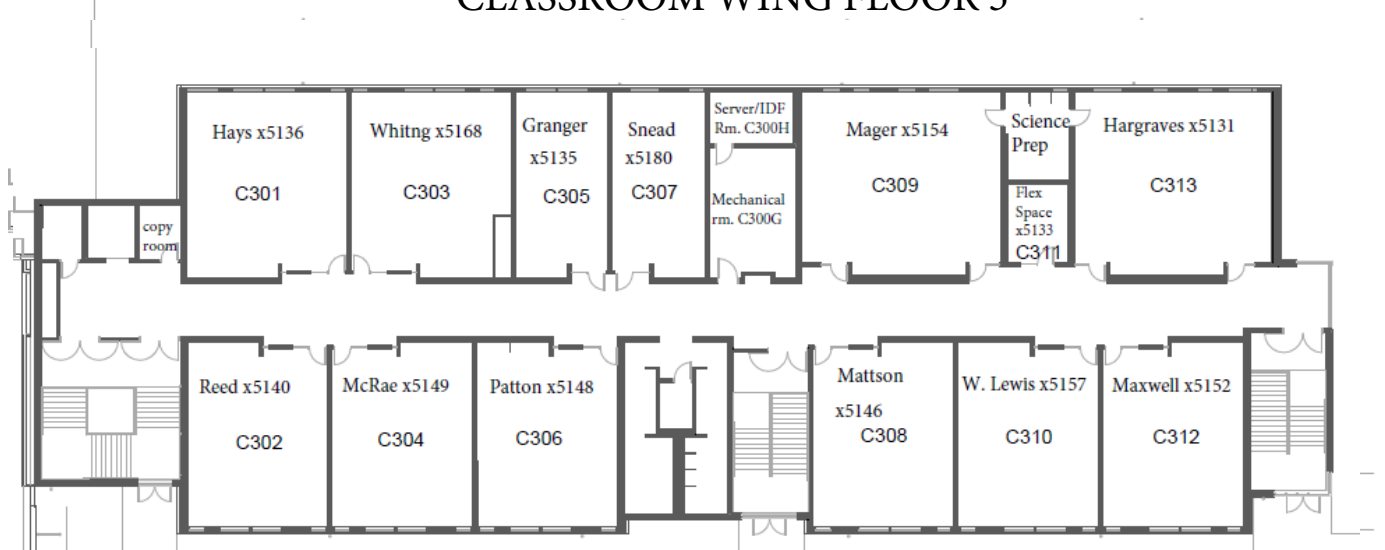 CLASSROOM WING FLOOR 3
Hays x5136
C301
Whitng x5168
C303
Granger
x5135
C305
Snead
x5180
C307
Server/IDF
Rm. C300H
Mechanical
rm. C300G
Mager x5154
C309
Science
Prep
Flex
Space
x5133
C311
Hargraves x5131
C313
copy
room
Reed x5140
C302
McRae x5149
C304
Patton x5148
C306
Mattson
x5146
C308
W. Lewis x5157
C310
Maxwell x5152
C312